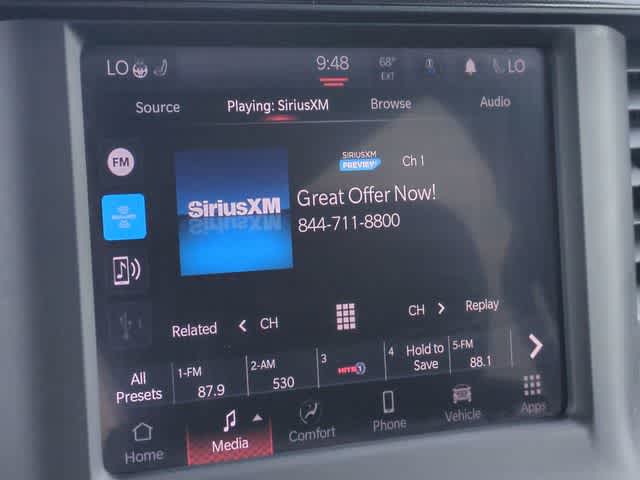 LO 9:48 68° EXT LO
Source Playing: SiriusXM Browse Audio
FM
SIRIUSXM
PREVIEW
Ch 1
SiriusXM
Great Offer Now!
844-711-8800
Related < CH CH > Replay
All Presets
1-FM
87.9
2-AM
530
3
HITS1
4
Hold to
Save
5-FM
88.1
Home Media Comfort Phone Vehicle Apps